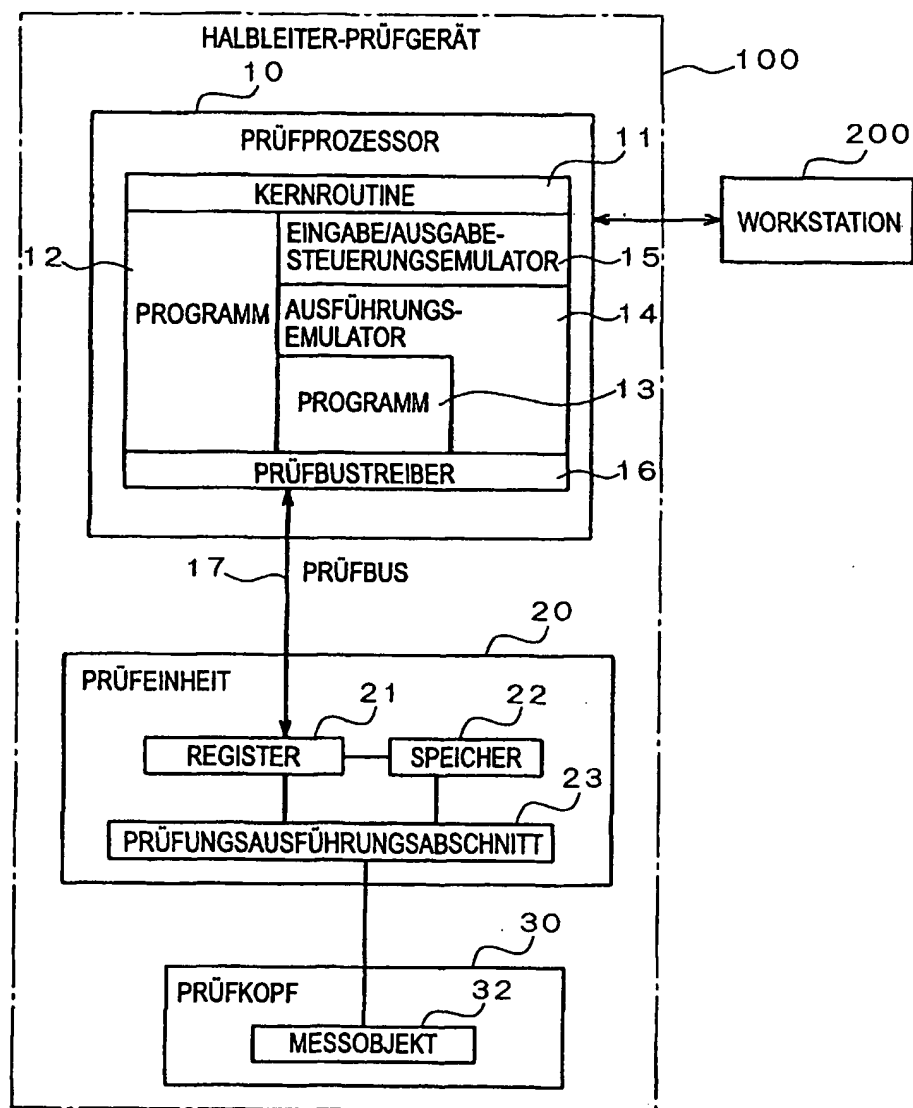 HALBLEITER-PRÜFGERÄT
100
10
PRÜFPROZESSOR
11
200
KERNROUTINE
WORKSTATION
12
EINGABE/AUSGABE-
STEUERUNGSEMULATOR
15
PROGRAMM
AUSFÜHRUNGS-
EMULATOR
14
PROGRAMM
13
PRÜFBUSTREIBER
16
17
PRÜFBUS
20
PRÜFEINHEIT
21
22
REGISTER
SPEICHER
23
PRÜFUNGSAUSFÜHRUNGSABSCHNITT
30
PRÜFKOPF
32
MESSOBJEKT